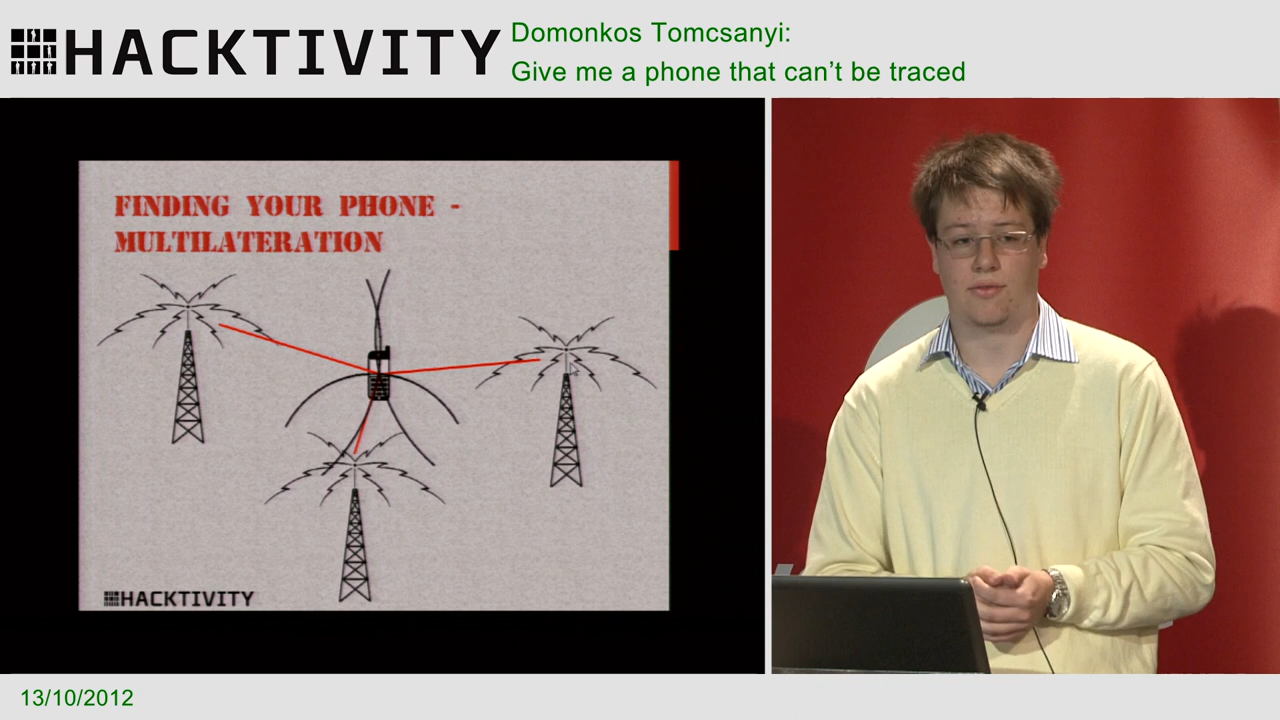 HACKTIVITY
Domonkos Tomcsanyi:
Give me a phone that can't be traced
FINDING YOUR PHONE -
MULTILATERATION
HACKTIVITY
13/10/2012